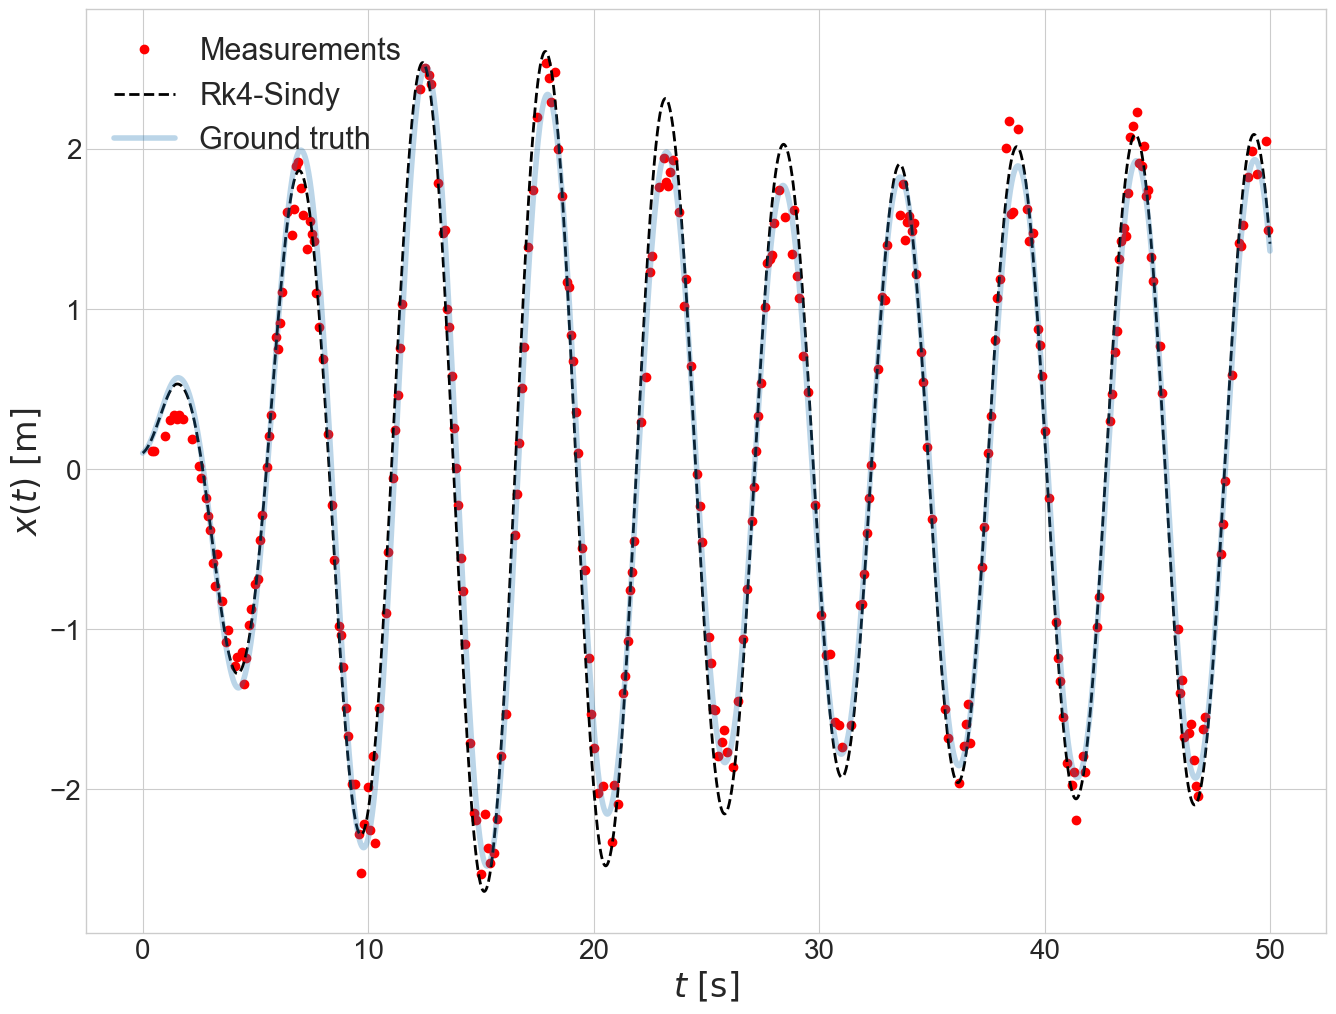 Measurements
Rk4-Sindy
Ground truth
2
1
0
−1
−2
x(t) [m]
0 10 20 30 40 50
t [s]